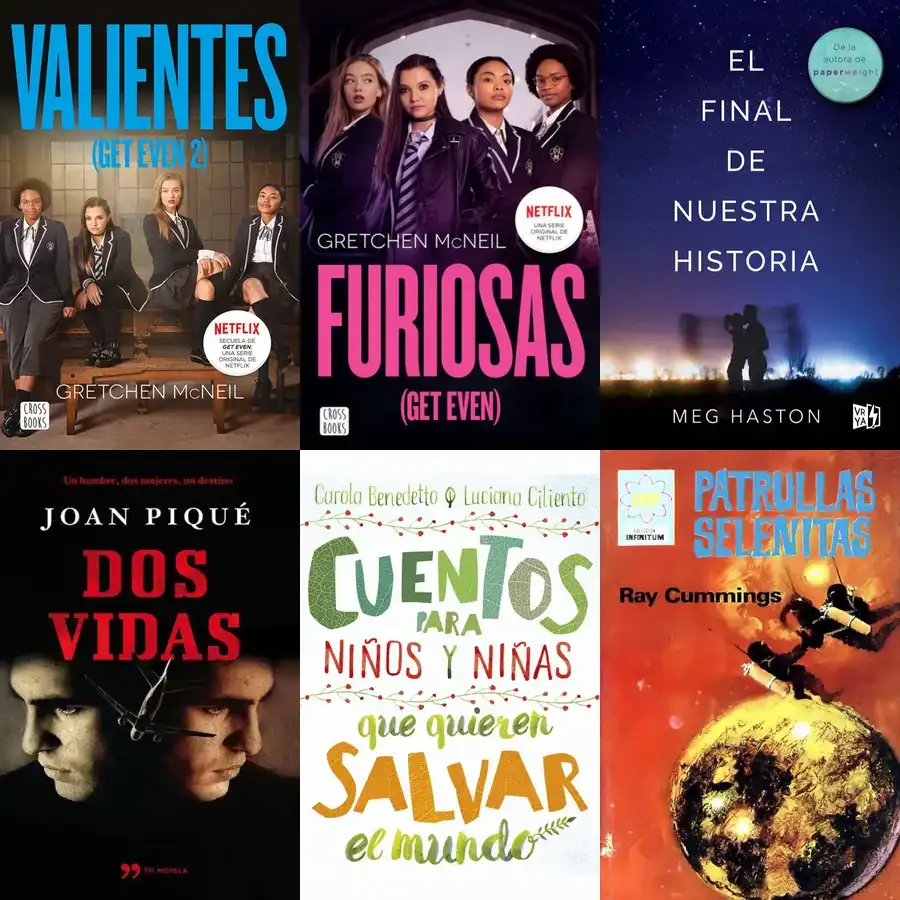 VALIENTES
(GET EVEN 2)
NETFLIX
SECUELA DE
GET EVEN,
UNA SERIE
ORIGINAL DE
NETFLIX
GRETCHEN McNEIL
CROSS
BOOKS
NETFLIX
UNA SERIE
ORIGINAL DE
NETFLIX
GRETCHEN McNEIL
FURIOSAS
(GET EVEN)
CROSS
BOOKS
De la
autora de
paperweight
EL
FINAL
DE
NUESTRA
HISTORIA
MEG HASTON
VR
YA
Un hombre, dos mujeres, un destino
JOAN PIQUÉ
DOS
VIDAS
TH NOVELA
Carola Benedetto Luciana Ciliento
CUENTOS
PARA
NIÑOS Y NIÑAS
que quieren
SALVAR
el mundo
PATRULLAS
SELENITAS
INFINITUM
Ray Cummings